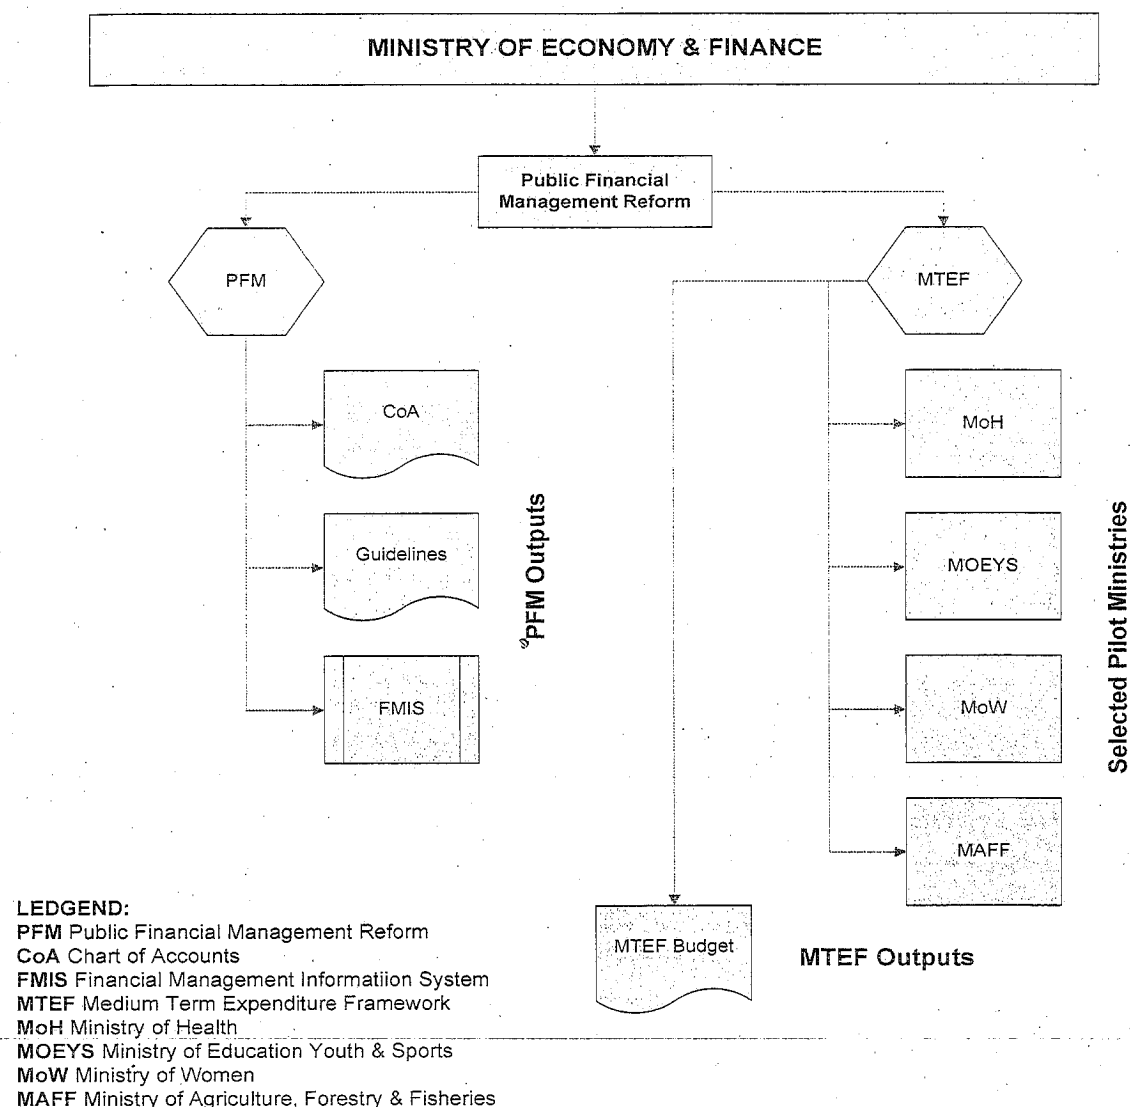 MINISTRY OF ECONOMY & FINANCE
Public Financial
Management Reform
PFM
MTEF
CoA
Guidelines
FMIS
PFM Outputs
MoH
MOEYS
MoW
MAFF
Selected Pilot Ministries
MTEF Budget
MTEF Outputs
LEDGEND:
PFM Public Financial Management Reform
CoA Chart of Accounts
FMIS Financial Management Informatiion System
MTEF Medium Term Expenditure Framework
MoH Ministry of Health
MOEYS Ministry of Education Youth & Sports
MoW Ministry of Women
MAFF Ministry of Agriculture, Forestry & Fisheries